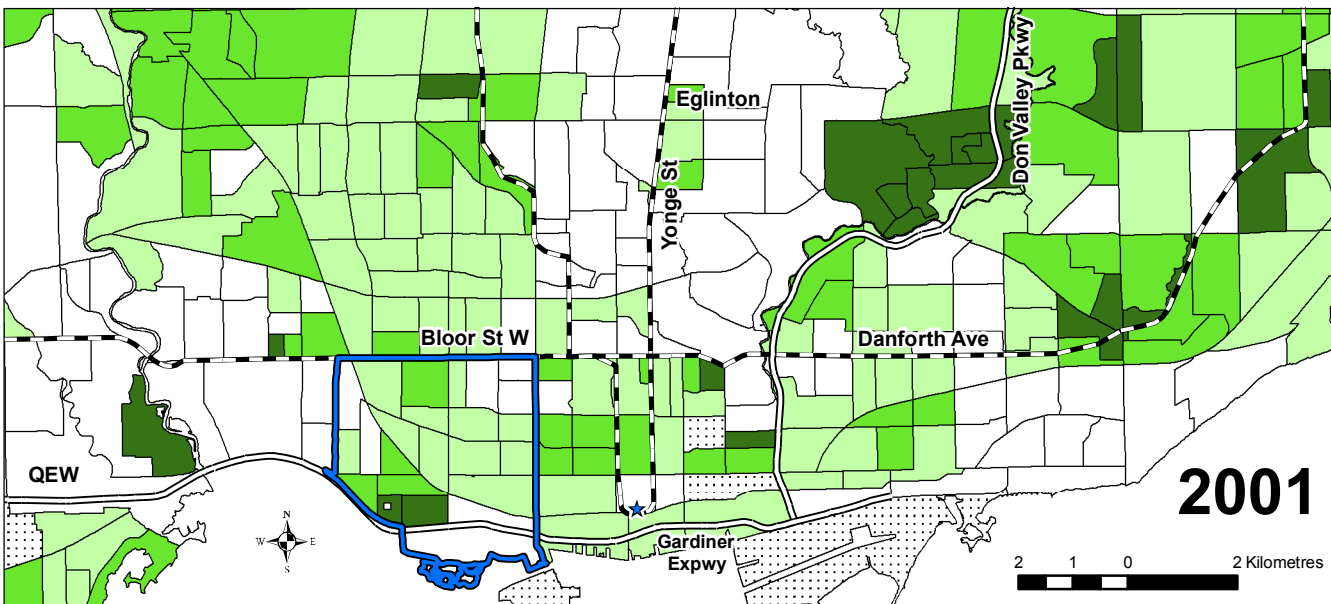 Don Valley Pkwy
Eglinton
Yonge St
Bloor St W
Danforth Ave
QEW
2001
N
W E
S
Gardiner
Expwy
2 1 0 2 Kilometres